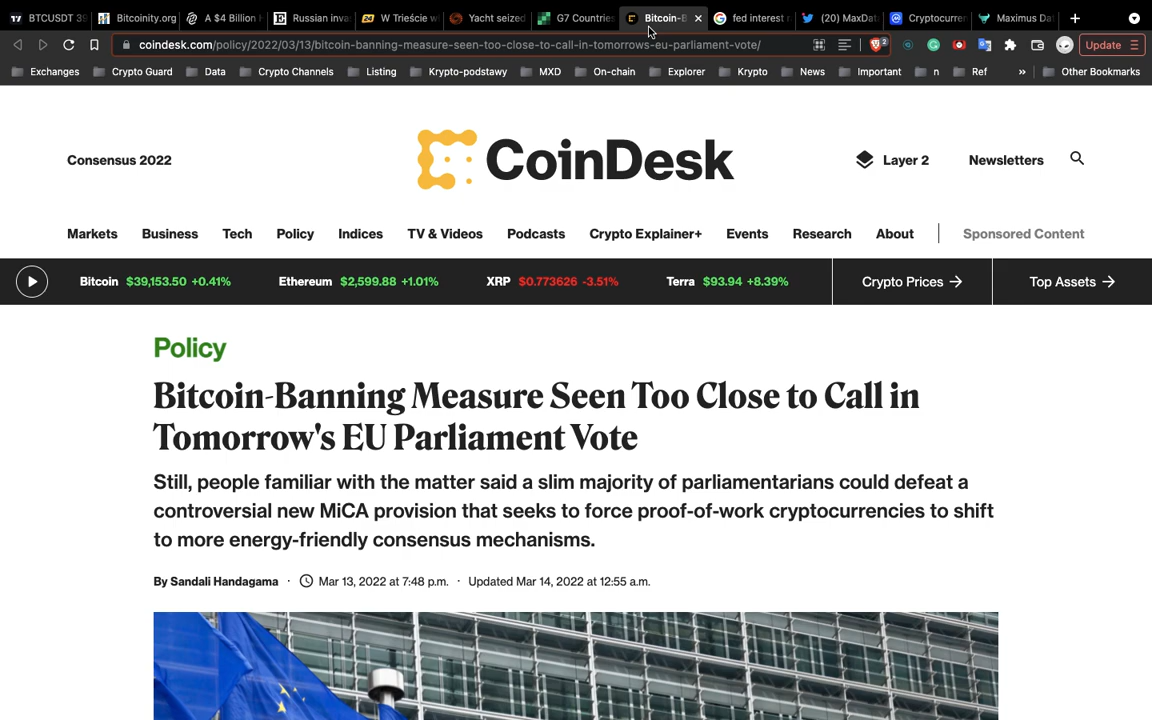 BTCUSDT 39
Bitcoinity.org
A $4 Billion H
Russian inva
W Trieście w
Yacht seized
G7 Countries
Bitcoin-B
fed interest r
(20) MaxData
Cryptocurren
Maximus Da
coindesk.com/policy/2022/03/13/bitcoin-banning-measure-seen-too-close-to-call-in-tomorrows-eu-parliament-vote/
2
Update
Exchanges
Crypto Guard
Data
Crypto Channels
Listing
Krypto-podstawy
MXD
On-chain
Explorer
Krypto
News
Important
n
Ref
»
Other Bookmarks
Consensus 2022
CoinDesk
Layer 2
Newsletters
Markets
Business
Tech
Policy
Indices
TV & Videos
Podcasts
Crypto Explainer+
Events
Research
About
Sponsored Content
Bitcoin $39,153.50 +0.41%
Ethereum $2,599.88 +1.01%
XRP $0.773626 -3.51%
Terra $93.94 +8.39%
Crypto Prices →
Top Assets →
Policy
Bitcoin-Banning Measure Seen Too Close to Call in
Tomorrow's EU Parliament Vote
Still, people familiar with the matter said a slim majority of parliamentarians could defeat a
controversial new MiCA provision that seeks to force proof-of-work cryptocurrencies to shift
to more energy-friendly consensus mechanisms.
By Sandali Handagama · Mar 13, 2022 at 7:48 p.m. · Updated Mar 14, 2022 at 12:55 a.m.